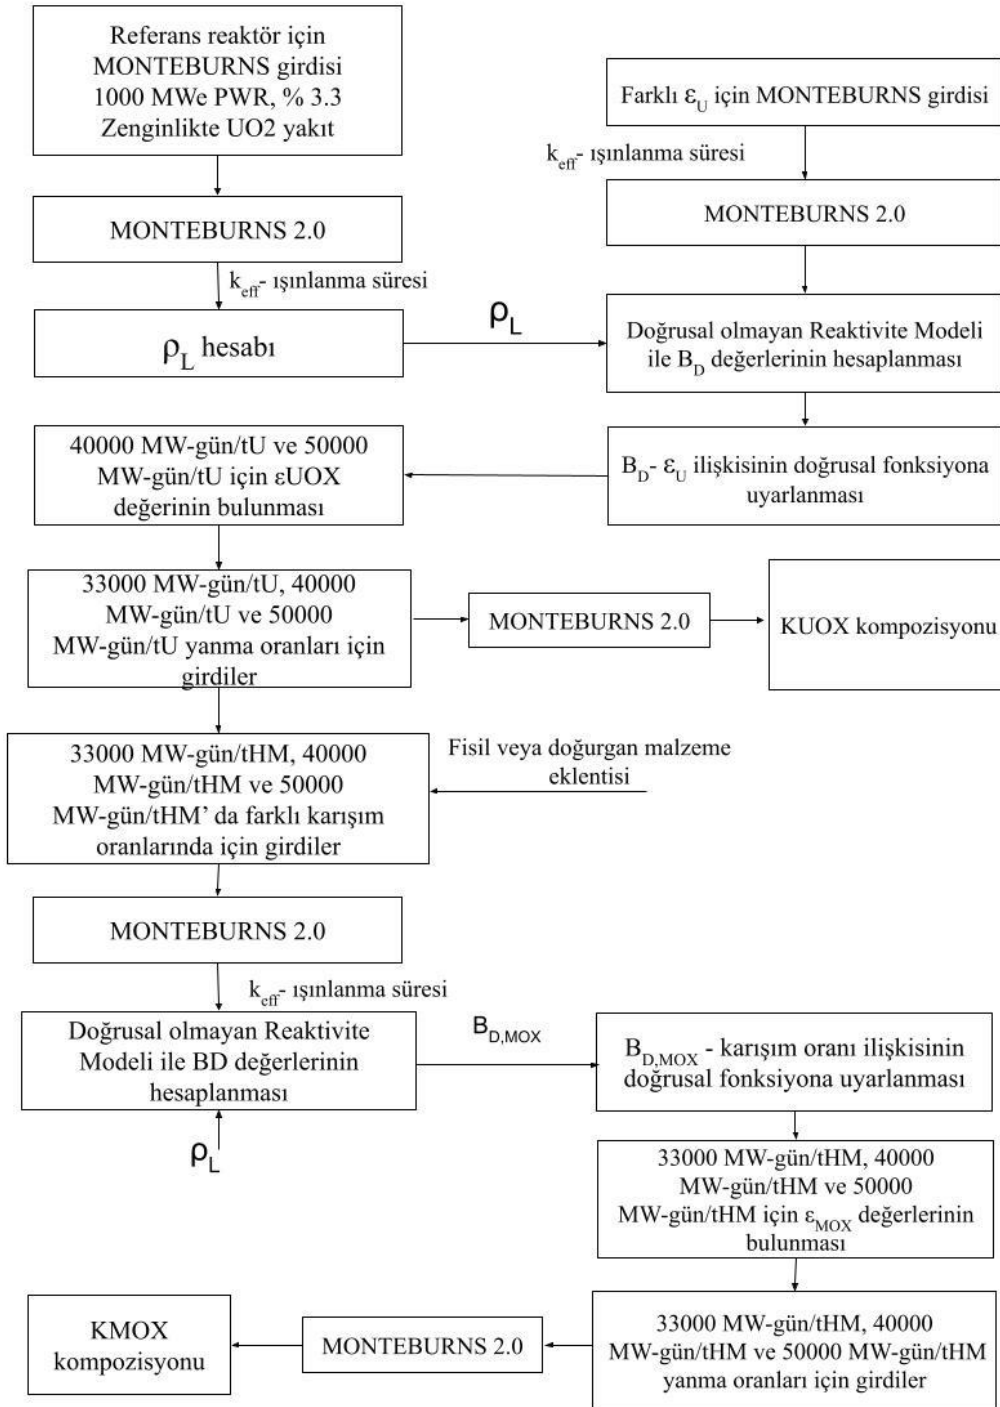 Referans reaktör için
MONTEBURNS girdisi
1000 MWe PWR, % 3.3
Zenginlikte UO2 yakıt
Farklı ε_U için MONTEBURNS girdisi
k_eff- ışınlanma süresi
MONTEBURNS 2.0
MONTEBURNS 2.0
k_eff- ışınlanma süresi
ρ_L hesabı
ρ_L
Doğrusal olmayan Reaktivite Modeli
ile B_D değerlerinin hesaplanması
40000 MW-gün/tU ve 50000
MW-gün/tU için εUOX
değerinin bulunması
B_D- ε_U ilişkisinin doğrusal fonksiyona
uyarlanması
33000 MW-gün/tU, 40000
MW-gün/tU ve 50000
MW-gün/tU yanma oranları için
girdiler
MONTEBURNS 2.0
KUOX kompozisyonu
33000 MW-gün/tHM, 40000
MW-gün/tHM ve 50000
MW-gün/tHM’ da farklı karışım
oranlarında için girdiler
Fisil veya doğurgan malzeme
eklentisi
MONTEBURNS 2.0
k_eff- ışınlanma süresi
Doğrusal olmayan Reaktivite
Modeli ile BD değerlerinin
hesaplanması
B_D,MOX
B_D,MOX - karışım oranı ilişkisinin
doğrusal fonksiyona uyarlanması
ρ_L
33000 MW-gün/tHM, 40000
MW-gün/tHM ve 50000
MW-gün/tHM için ε_MOX değerlerinin
bulunması
33000 MW-gün/tHM, 40000
MW-gün/tHM ve 50000 MW-gün/tHM
yanma oranları için girdiler
MONTEBURNS 2.0
KMOX
kompozisyonu